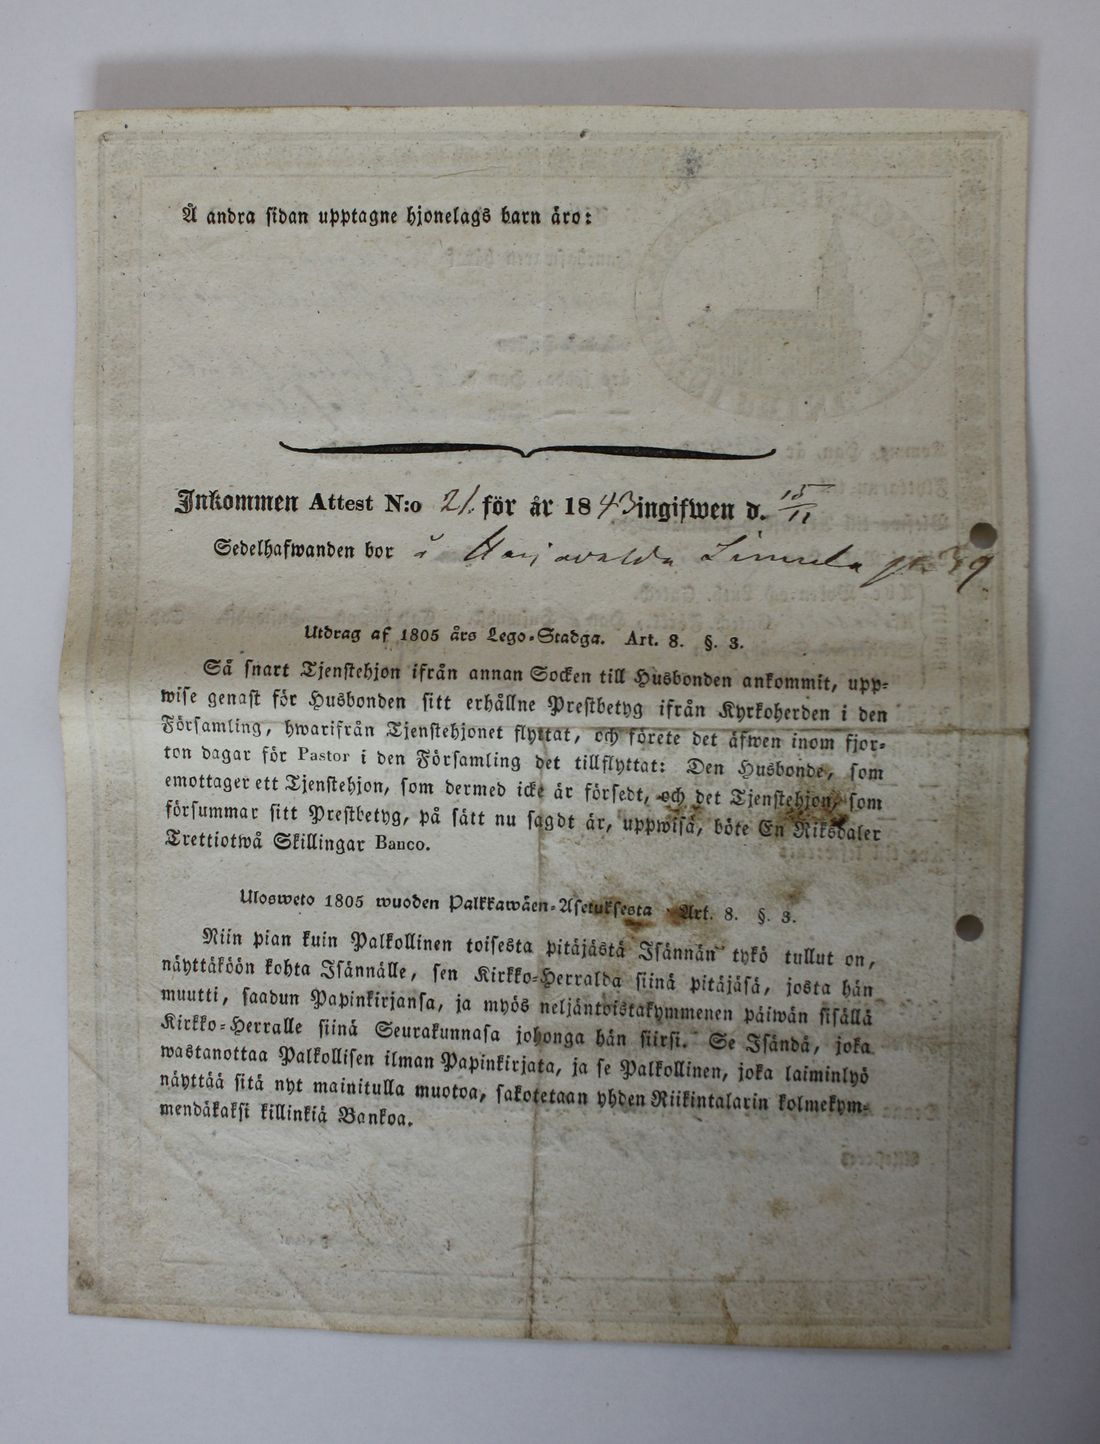 Å andra sidan upptagne hjonelags barn äro:
Inkommen Attest N:o 21. för år 1843 ingifwen d. 15/11
Sedelhafwanden bor å Harjavalda
Utdrag af 1805 års Lego-Stadga. Art. 8. §. 3.
Så snart Tjenstehjon ifrån annan Socken till Husbonden ankommit, upp-
wise genast för Husbonden sitt erhållne Prestbetyg ifrån Kyrkoherden i den
Församling, hwarifrån Tjenstehjonet flyttat, och förete det äfwen inom fjor-
ton dagar för Pastor i den Församling det tillflyttat: Den Husbonde, som
emottager ett Tjenstehjon, som dermed icke är försedt, och det Tjenstehjon, som
försummar sitt Prestbetyg, på sätt nu sagdt är, uppwisa, böte En Riksdaler
Trettiotwå Skillingar Banco.
Ulosweto 1805 wuoden Palkkawäen-Asetuksesta Art. 8. §. 3.
Niin pian kuin Palkollinen toisesta pitäjästä Isännän tykö tullut on,
näyttäköön kohta Isännälle, sen Kirkko-Herralda siinä pitäjäsä, josta hän
muutti, saadun Papinkirjansa, ja myös neljäntoistakymmenen päiwän sisällä
Kirkko-Herralle siinä Seurakunnasa johonga hän siirsi. Se Isändä, joka
wastanottaa Palkollisen ilman Papinkirjata, ja se Palkollinen, joka laiminlyö
näyttää sitä nyt mainitulla muotoa, sakotetaan yhden Riikintalarin kolmekym-
mendäkaksi killinkiä Bankoa.